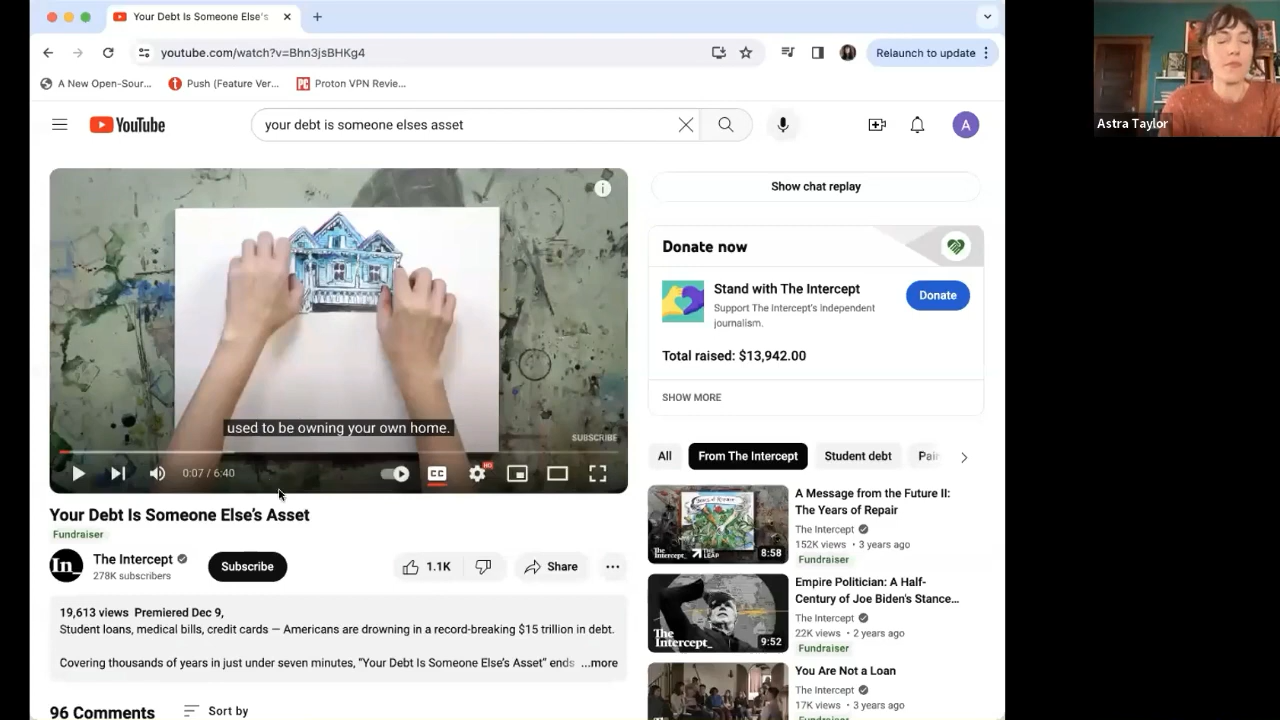 Your Debt Is Someone Else's
youtube.com/watch?v=Bhn3jsBHKg4
Relaunch to update
A New Open-Sour...
Push (Feature Ver...
Proton VPN Revie...
YouTube
your debt is someone elses asset
A
Astra Taylor
used to be owning your own home.
SUBSCRIBE
0:07 / 6:40
CC
HD
Your Debt Is Someone Else's Asset
Fundraiser
In_
The Intercept
278K subscribers
Subscribe
1.1K
Share
19,613 views Premiered Dec 9,
Student loans, medical bills, credit cards — Americans are drowning in a record-breaking $15 trillion in debt.
Covering thousands of years in just under seven minutes, "Your Debt Is Someone Else's Asset" ends ...more
96 Comments
Sort by
Show chat replay
Donate now
Stand with The Intercept
Support The Intercept's independent
journalism.
Donate
Total raised: $13,942.00
SHOW MORE
All
From The Intercept
Student debt
Pai
The Intercept_
THE LEAP
8:58
A Message from the Future II:
The Years of Repair
The Intercept
152K views • 3 years ago
Fundraiser
The Intercept_
9:52
Empire Politician: A Half-
Century of Joe Biden's Stance...
The Intercept
22K views • 2 years ago
Fundraiser
You Are Not a Loan
The Intercept
17K views • 3 years ago